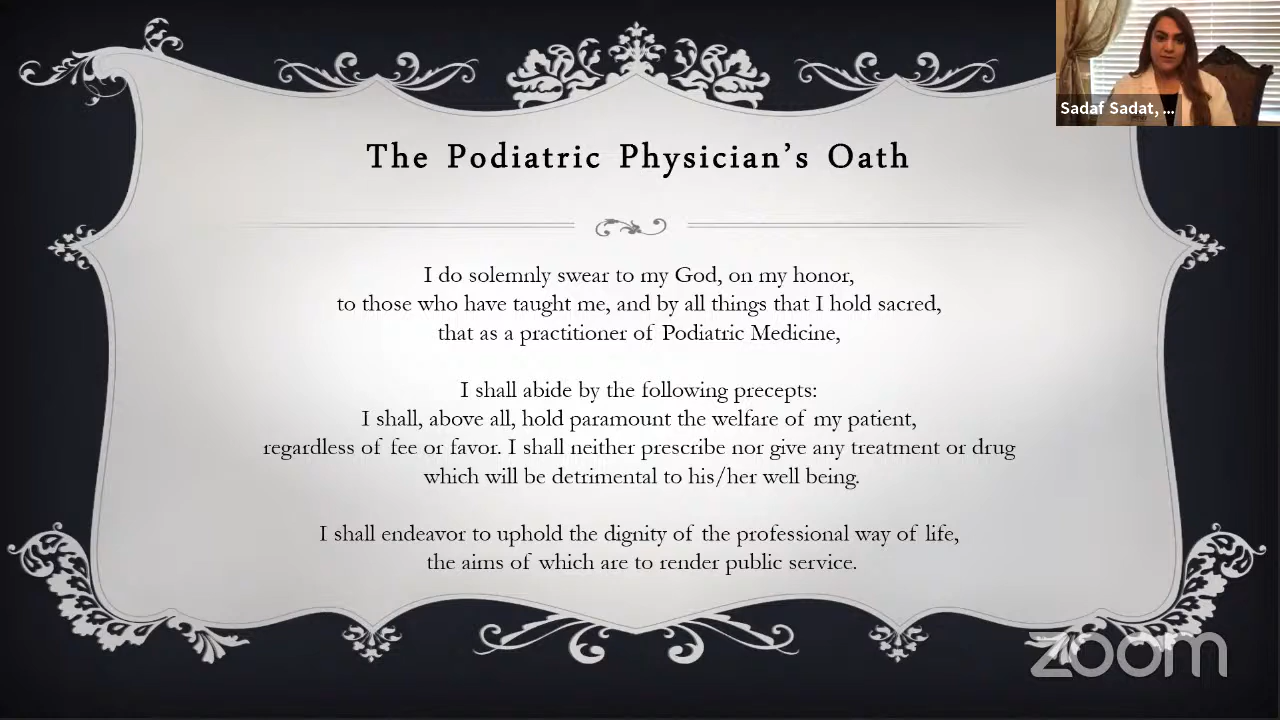 Sadaf Sadat, ...
The Podiatric Physician's Oath
I do solemnly swear to my God, on my honor,
to those who have taught me, and by all things that I hold sacred,
that as a practitioner of Podiatric Medicine,
I shall abide by the following precepts:
I shall, above all, hold paramount the welfare of my patient,
regardless of fee or favor. I shall neither prescribe nor give any treatment or drug
which will be detrimental to his/her well being.
I shall endeavor to uphold the dignity of the professional way of life,
the aims of which are to render public service.
zoom